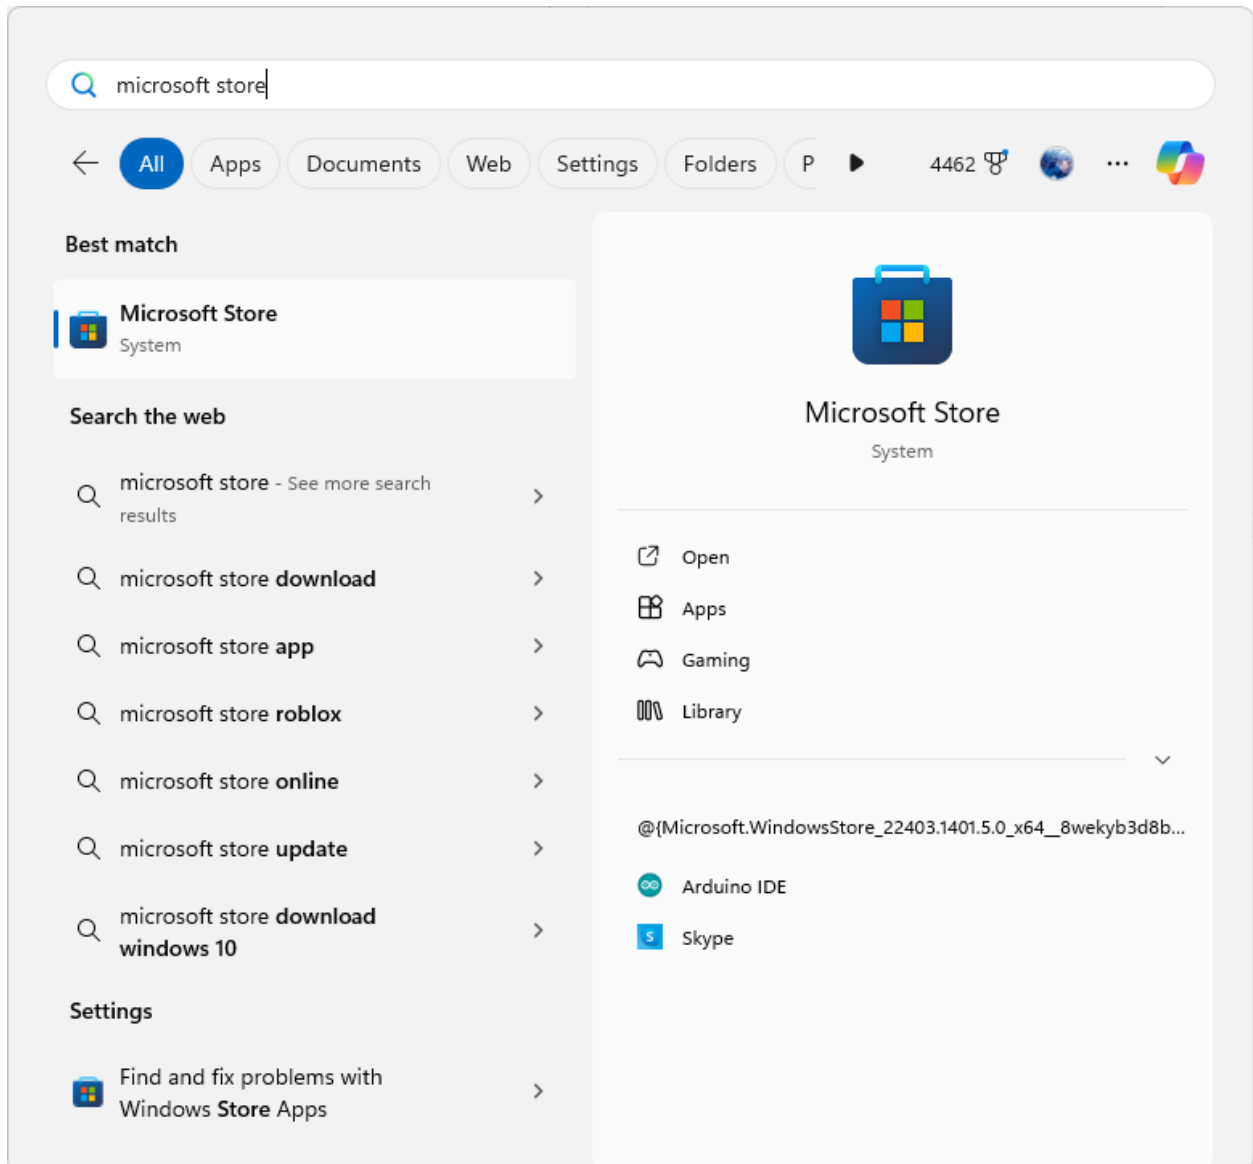 microsoft store
All Apps Documents Web Settings Folders P 4462
Best match
Microsoft Store
System
Search the web
microsoft store - See more search
results
microsoft store download
microsoft store app
microsoft store roblox
microsoft store online
microsoft store update
microsoft store download
windows 10
Settings
Find and fix problems with
Windows Store Apps
Microsoft Store
System
Open
Apps
Gaming
Library
@{Microsoft.WindowsStore_22403.1401.5.0_x64__8wekyb3d8b...
Arduino IDE
S Skype